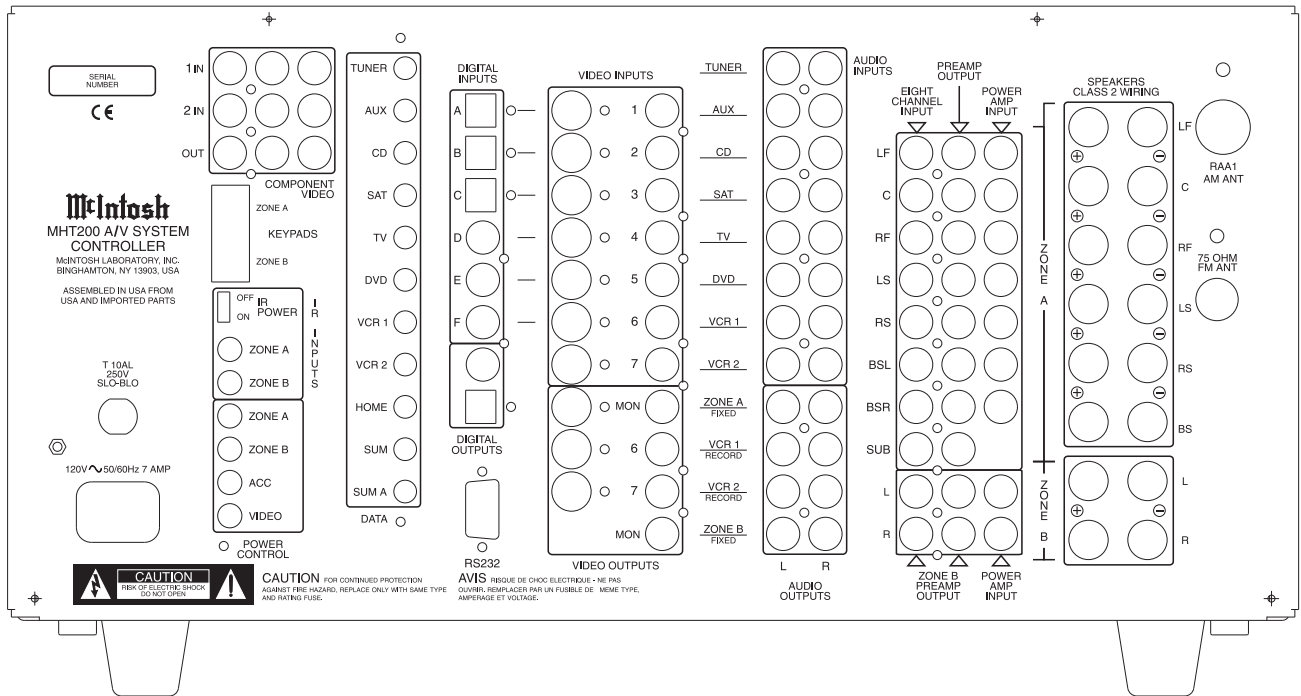 SERIAL
NUMBER
CE
McIntosh
MHT200 A/V SYSTEM
CONTROLLER
McINTOSH LABORATORY, INC.
BINGHAMTON, NY 13903, USA
ASSEMBLED IN USA FROM
USA AND IMPORTED PARTS
T 10AL
250V
SLO-BLO
120V 50/60Hz 7 AMP
1 IN
2 IN
OUT
COMPONENT
VIDEO
ZONE A
KEYPADS
ZONE B
OFF
ON
IR
POWER
ZONE A
ZONE B
IR INPUTS
ZONE A
ZONE B
ACC
VIDEO
POWER
CONTROL
TUNER
AUX
CD
SAT
TV
DVD
VCR 1
VCR 2
HOME
SUM
SUM A
DATA
DIGITAL
INPUTS
A
B
C
D
E
F
DIGITAL
OUTPUTS
RS232
VIDEO INPUTS
1
2
3
4
5
6
7
MON
6
7
MON
VIDEO OUTPUTS
TUNER
AUX
CD
SAT
TV
DVD
VCR 1
VCR 2
ZONE A
FIXED
VCR 1
RECORD
VCR 2
RECORD
ZONE B
FIXED
AUDIO
INPUTS
L R
AUDIO
OUTPUTS
EIGHT
CHANNEL
INPUT
PREAMP
OUTPUT
POWER
AMP
INPUT
LF
C
RF
LS
RS
BSL
BSR
SUB
L
R
ZONE B
PREAMP
OUTPUT
POWER
AMP
INPUT
ZONE A
ZONE B
SPEAKERS
CLASS 2 WIRING
LF
C
RF
LS
RS
BS
L
R
+ −
+ −
+ −
+ −
+ −
+ −
RAA1
AM ANT
75 OHM
FM ANT
CAUTION
RISK OF ELECTRIC SHOCK
DO NOT OPEN
CAUTION FOR CONTINUED PROTECTION
AGAINST FIRE HAZARD, REPLACE ONLY WITH SAME TYPE
AND RATING FUSE.
AVIS RISQUE DE CHOC ELECTRIQUE - NE PAS
OUVRIR. REMPLACER PAR UN FUSIBLE DE MEME TYPE,
AMPERAGE ET VOLTAGE.